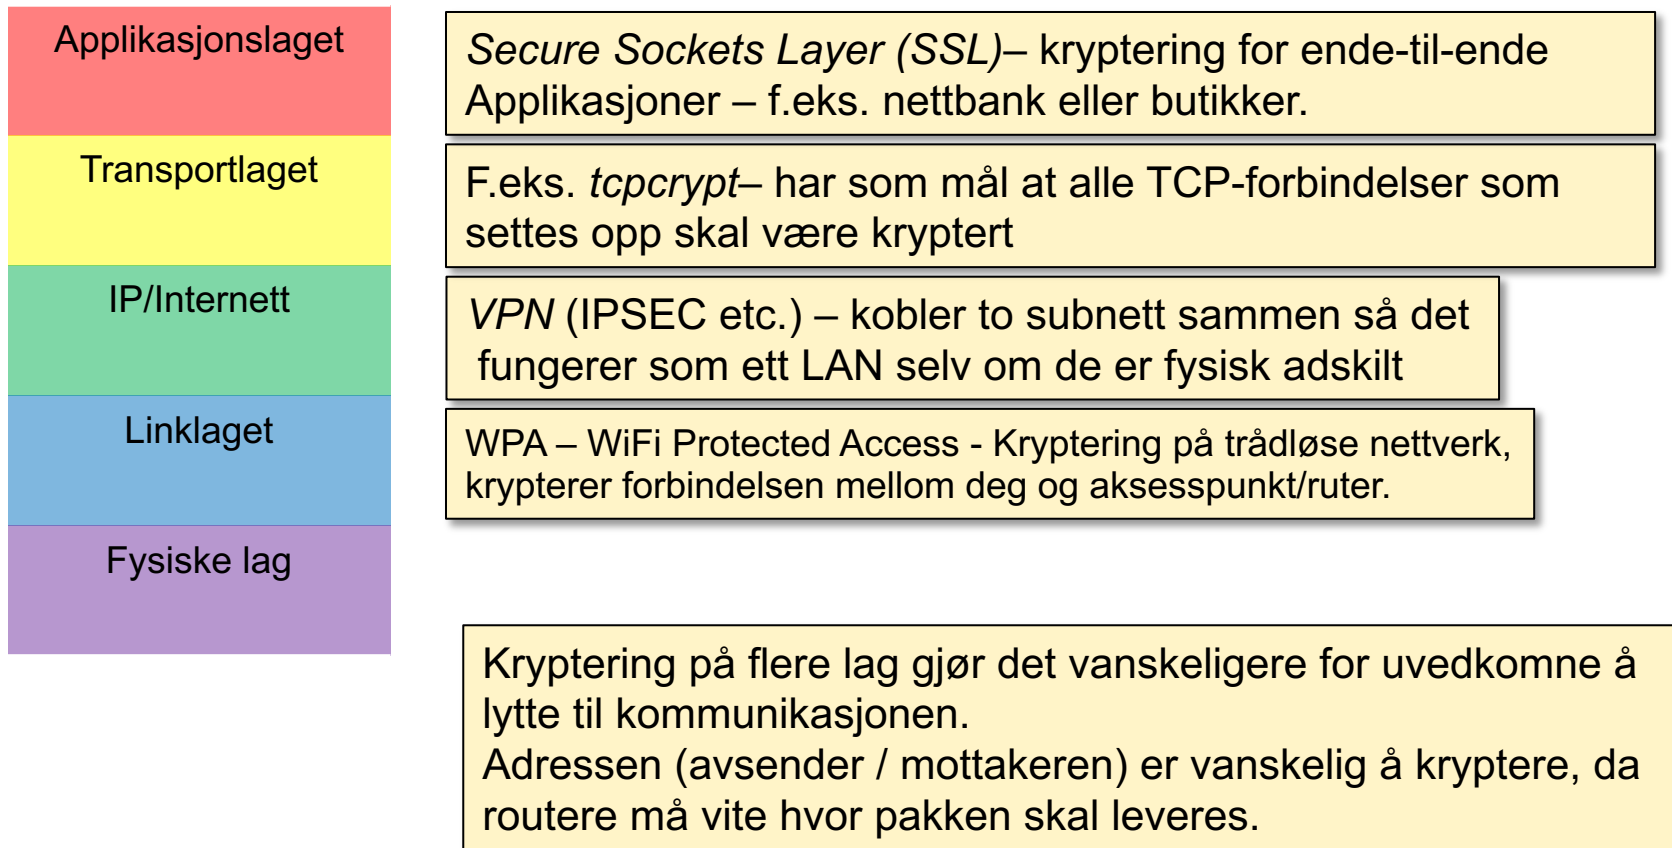 Applikasjonslaget
Secure Sockets Layer (SSL)– kryptering for ende-til-ende
Applikasjoner – f.eks. nettbank eller butikker.
Transportlaget
F.eks. tcpcrypt– har som mål at alle TCP-forbindelser som
settes opp skal være kryptert
IP/Internett
VPN (IPSEC etc.) – kobler to subnett sammen så det
fungerer som ett LAN selv om de er fysisk adskilt
Linklaget
WPA – WiFi Protected Access - Kryptering på trådløse nettverk,
krypterer forbindelsen mellom deg og aksesspunkt/ruter.
Fysiske lag
Kryptering på flere lag gjør det vanskeligere for uvedkomne å
lytte til kommunikasjonen.
Adressen (avsender / mottakeren) er vanskelig å kryptere, da
routere må vite hvor pakken skal leveres.